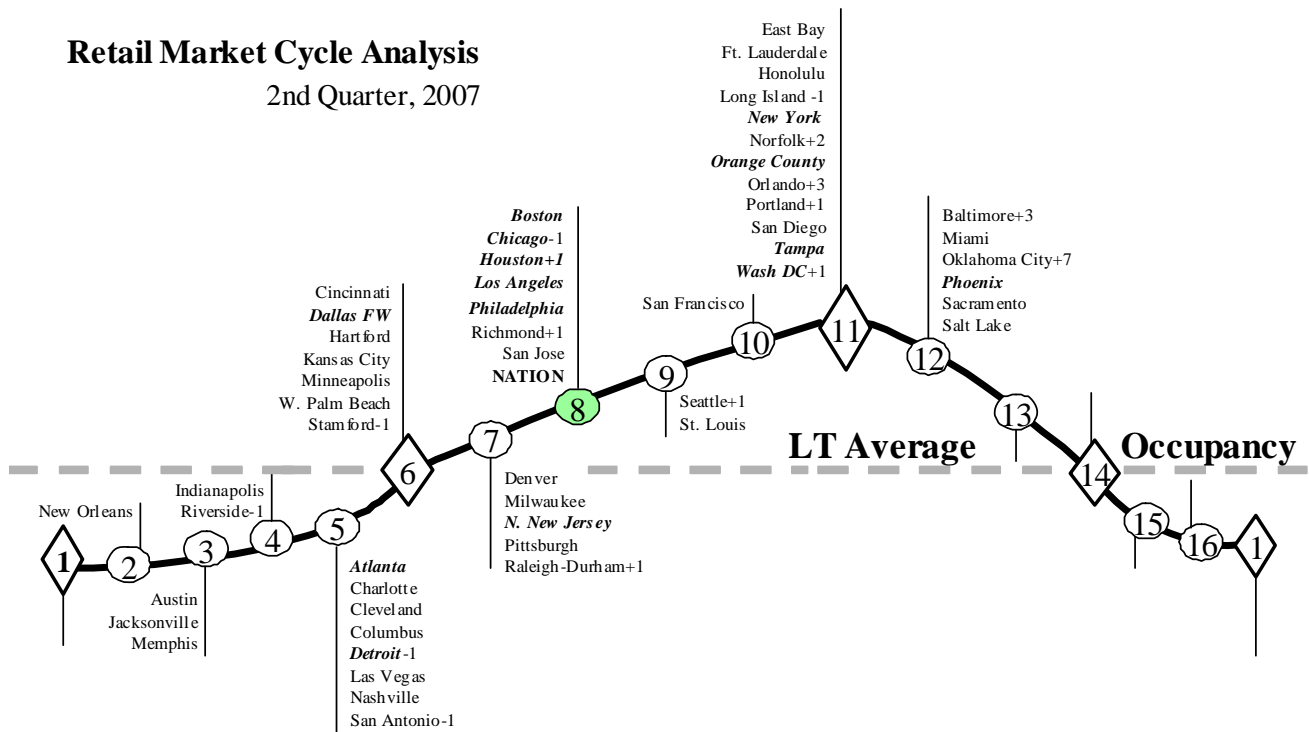 Retail Market Cycle Analysis
2nd Quarter, 2007
New Orleans
Austin
Jacksonville
Memphis
Indianapolis
Riverside-1
Atlanta
Charlotte
Cleveland
Columbus
Detroit-1
Las Vegas
Nashville
San Antonio-1
Cincinnati
Dallas FW
Hartford
Kansas City
Minneapolis
W. Palm Beach
Stamford-1
Denver
Milwaukee
N. New Jersey
Pittsburgh
Raleigh-Durham+1
Boston
Chicago-1
Houston+1
Los Angeles
Philadelphia
Richmond+1
San Jose
NATION
Seattle+1
St. Louis
San Francisco
East Bay
Ft. Lauderdale
Honolulu
Long Island -1
New York
Norfolk+2
Orange County
Orlando+3
Portland+1
San Diego
Tampa
Wash DC+1
Baltimore+3
Miami
Oklahoma City+7
Phoenix
Sacramento
Salt Lake
LT Average Occupancy
1
2
3
4
5
6
7
8
9
10
11
12
13
14
15
16
1